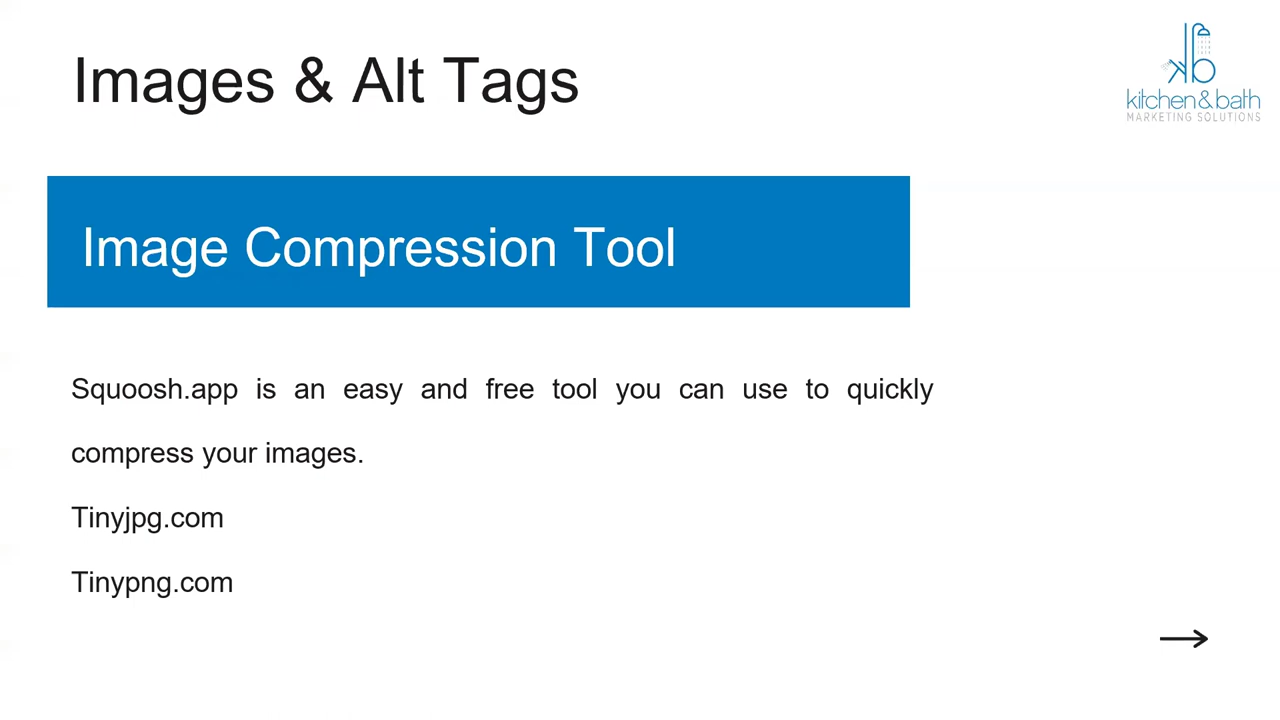 Images & Alt Tags
kitchen&bath
MARKETING SOLUTIONS
Image Compression Tool
Squoosh.app is an easy and free tool you can use to quickly
compress your images.
Tinyjpg.com
Tinypng.com